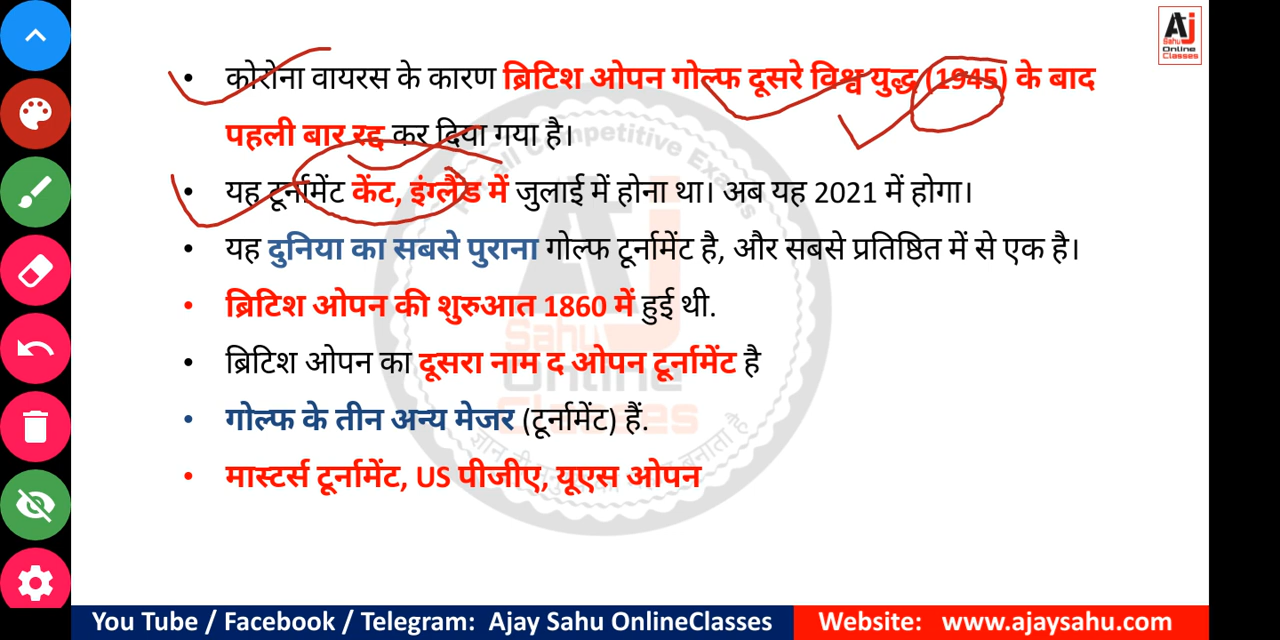 Aj
Sahu
Online
Classes
• कोरोना वायरस के कारण ब्रिटिश ओपन गोल्फ दूसरे विश्व युद्ध (1945) के बाद
पहली बार रद्द कर दिया गया है।
• यह टूर्नामेंट केंट, इंग्लैंड में जुलाई में होना था। अब यह 2021 में होगा।
• यह दुनिया का सबसे पुराना गोल्फ टूर्नामेंट है, और सबसे प्रतिष्ठित में से एक है।
• ब्रिटिश ओपन की शुरुआत 1860 में हुई थी.
• ब्रिटिश ओपन का दूसरा नाम द ओपन टूर्नामेंट है
• गोल्फ के तीन अन्य मेजर (टूर्नामेंट) हैं.
• मास्टर्स टूर्नामेंट, US पीजीए, यूएस ओपन
You Tube / Facebook / Telegram: Ajay Sahu OnlineClasses Website: www.ajaysahu.com